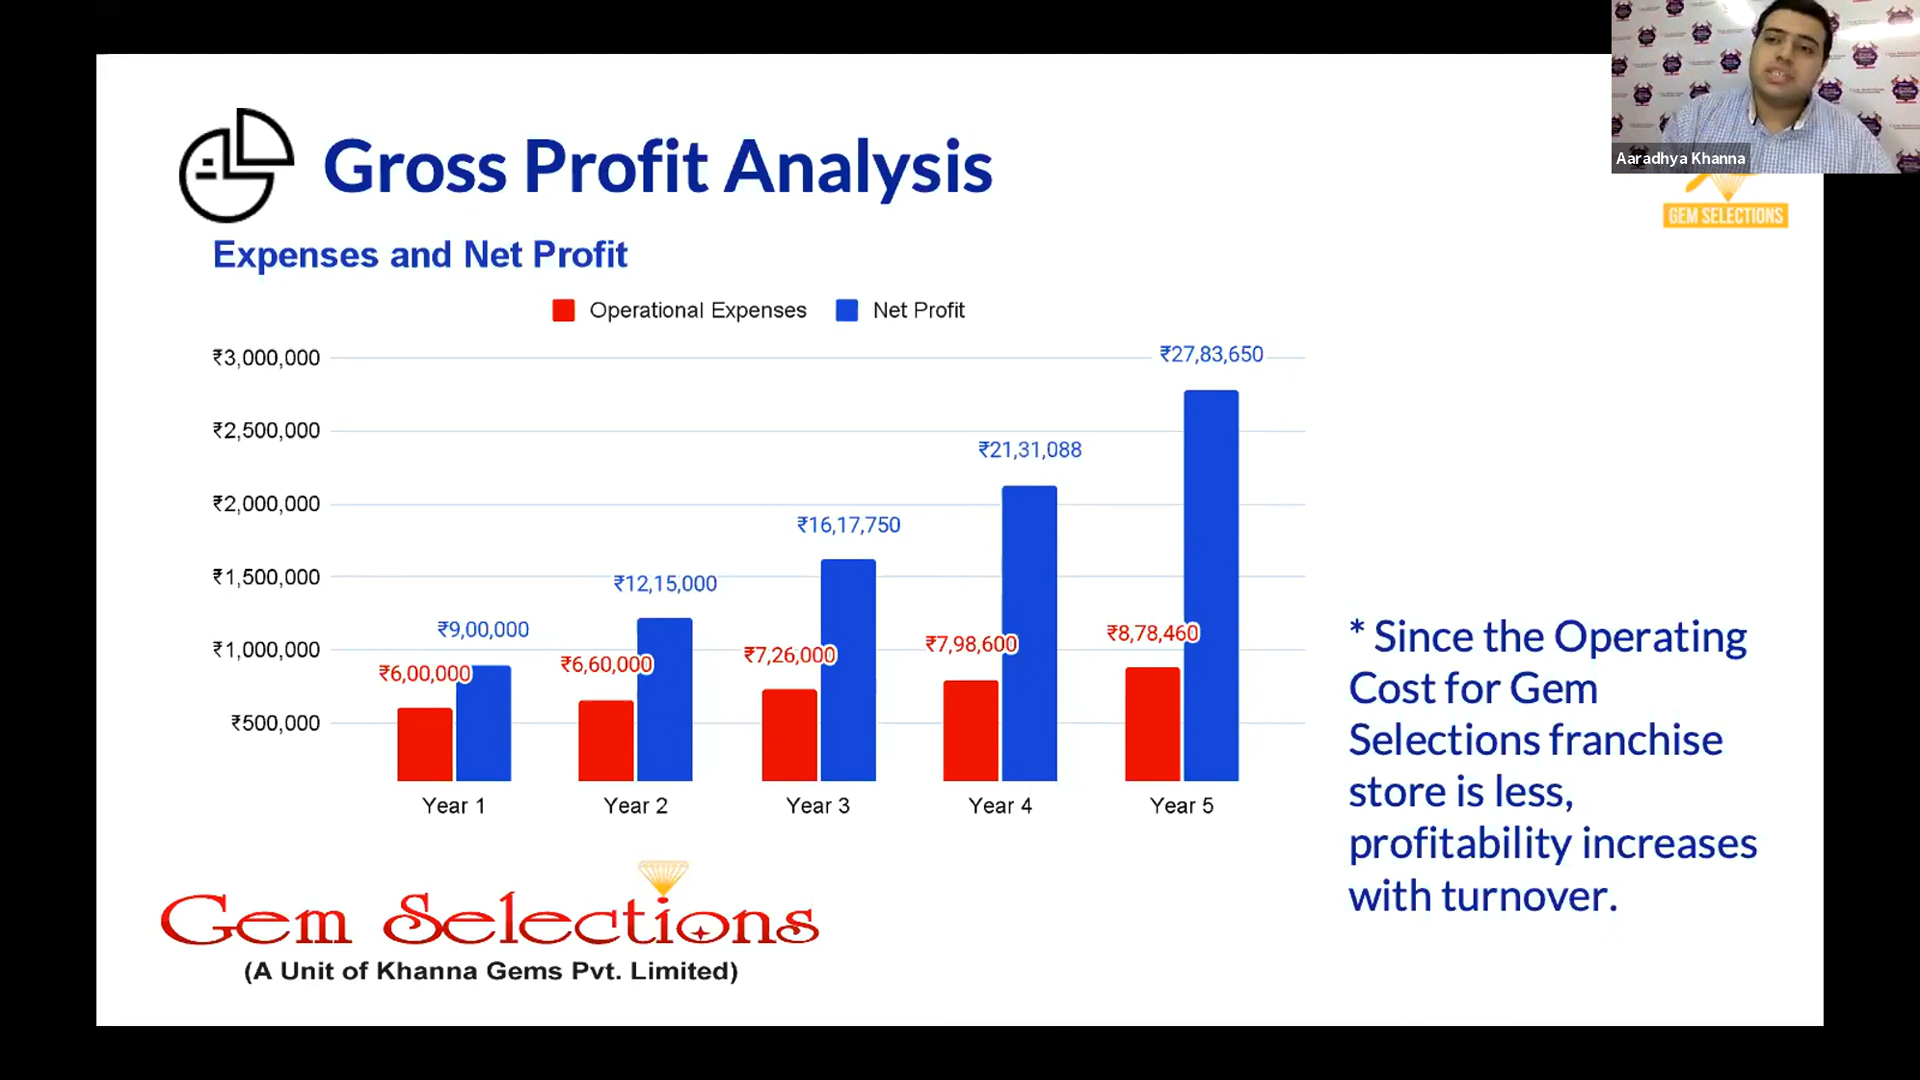 Aaradhya Khanna
GEM SELECTIONS
Gross Profit Analysis
Expenses and Net Profit
Operational Expenses
Net Profit
₹3,000,000
₹2,500,000
₹2,000,000
₹1,500,000
₹1,000,000
₹500,000
₹6,00,000
₹9,00,000
₹6,60,000
₹12,15,000
₹7,26,000
₹16,17,750
₹7,98,600
₹21,31,088
₹8,78,460
₹27,83,650
Year 1
Year 2
Year 3
Year 4
Year 5
* Since the Operating
Cost for Gem
Selections franchise
store is less,
profitability increases
with turnover.
Gem Selections
(A Unit of Khanna Gems Pvt. Limited)